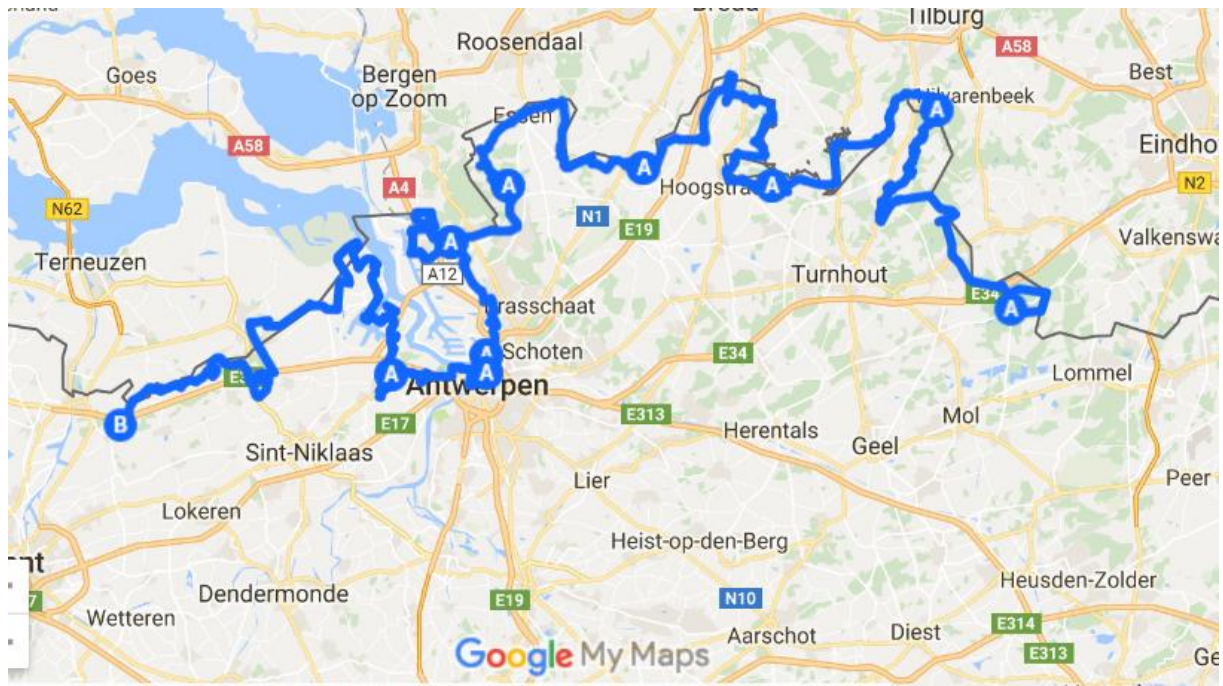 Tilburg
Roosendaal
A58
Goes
Bergen
op Zoom
Best
Essen
Hilvarenbeek
A58
Eindho
A4
Hoogstra
N2
N62
N1
E19
Valkenswa
Terneuzen
A12
Turnhout
Brasschaat
E34
Schoten
E34
Lommel
Antwerpen
E313
E17
Mol
Herentals
Geel
Sint-Niklaas
Lier
Peer
Lokeren
Heist-op-den-Berg
Heusden-Zolder
Dendermonde
E19
N10
7
Wetteren
Aarschot
Diest
E314
E313
Ge
Google My Maps
A
A
A
A
A
A
A
A
A
B